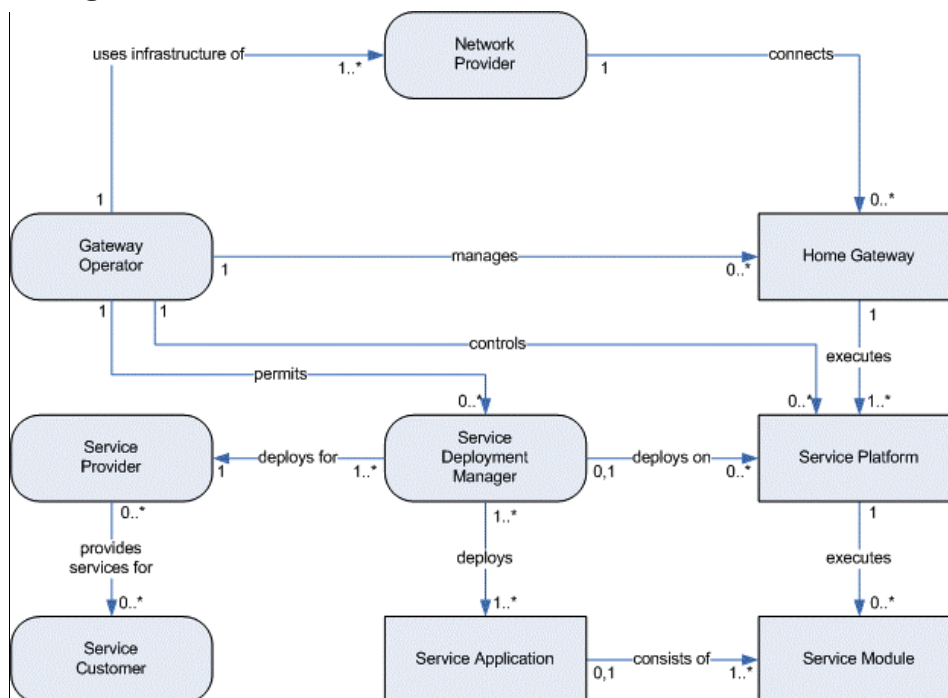 Network
Provider
uses infrastructure of
1..*
1
connects
1
0..*
Gateway
Operator
1
manages
0..*
Home Gateway
1
1
1
controls
executes
permits
0..*
0..*
1..*
Service
Provider
1
deploys for
1..*
Service
Deployment
Manager
0,1
deploys on
0..*
Service Platform
0..*
1..*
1
provides
services for
deploys
executes
0..*
1..*
0..*
Service
Customer
Service Application
0,1
consists of
1..*
Service Module